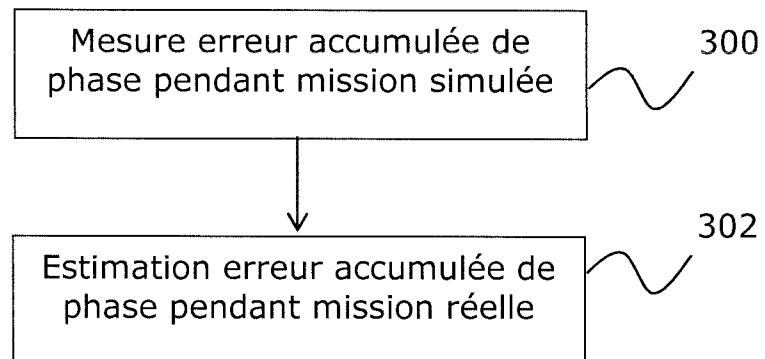 Mesure erreur accumulée de
phase pendant mission simulée
300
Estimation erreur accumulée de
phase pendant mission réelle
302